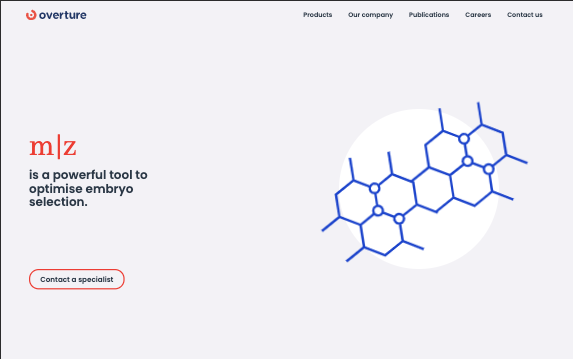 overture
Products Our company Publications Careers Contact us
m|z
is a powerful tool to
optimise embryo
selection.
Contact a specialist